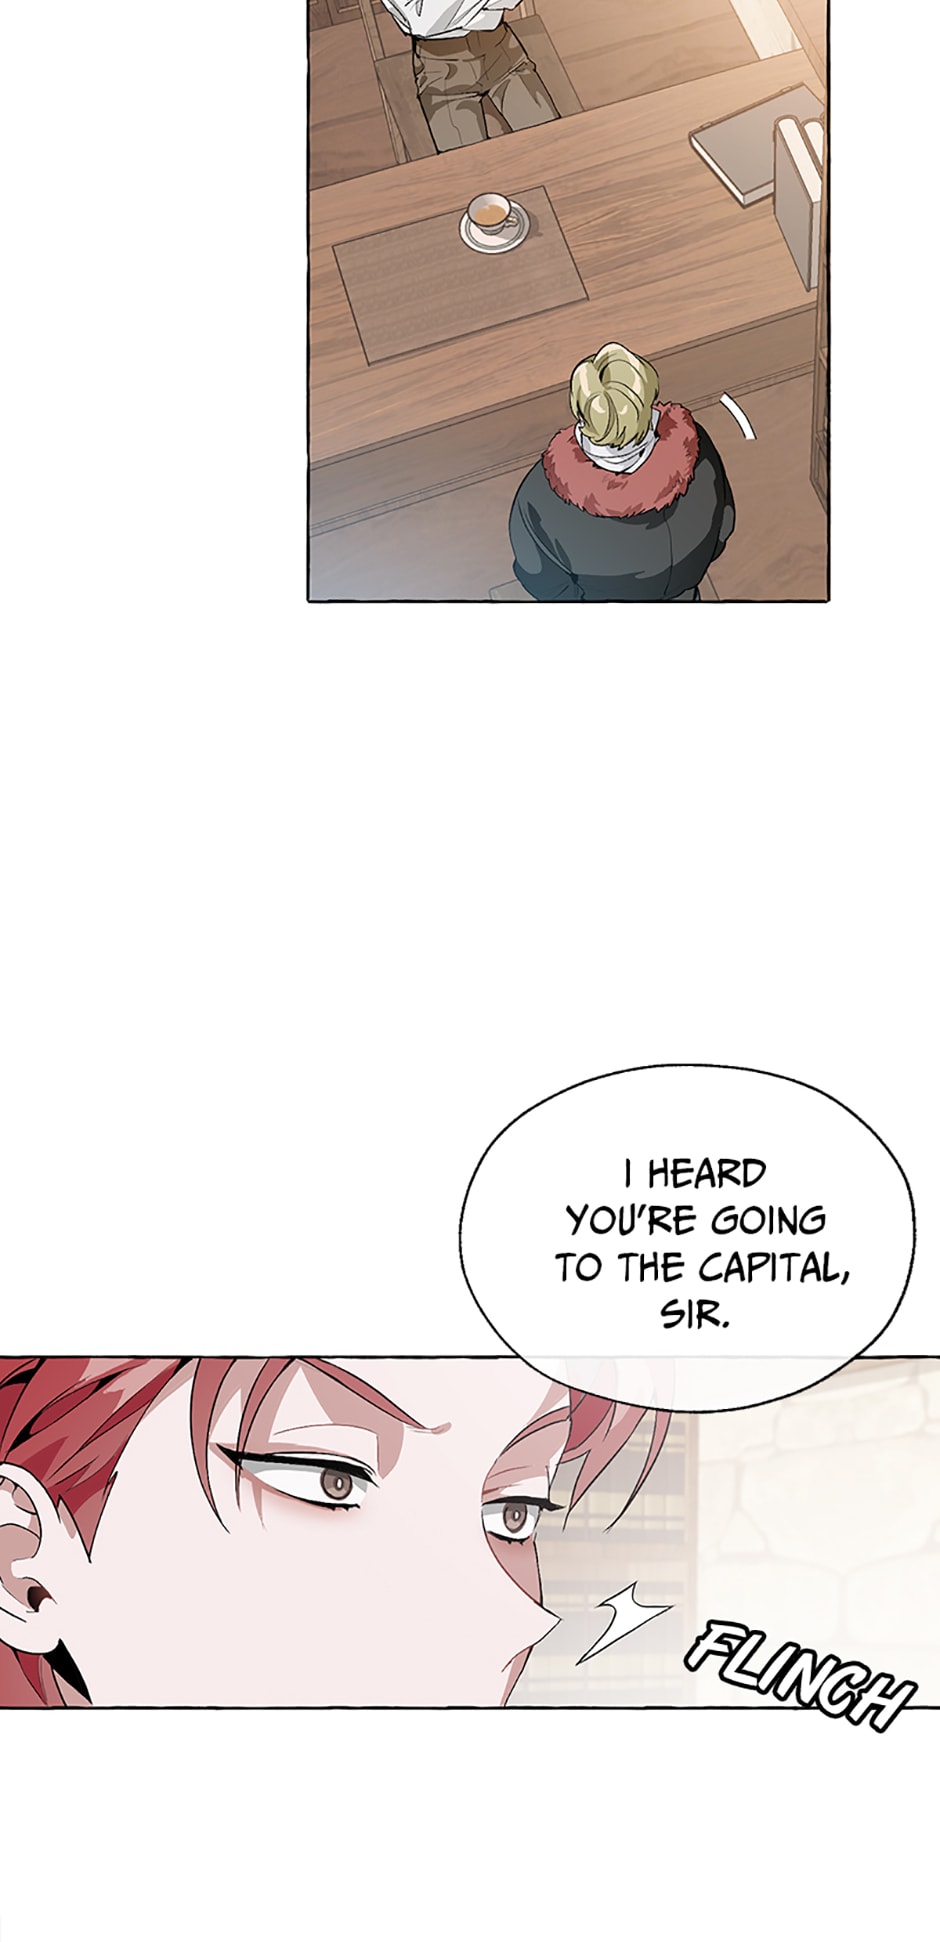 I HEARD
YOU'RE GOING
TO THE CAPITAL,
SIR.
FLINCH